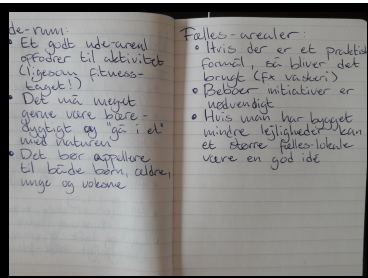 de-rum:
• Et godt ude-areal
opfodrer til aktivitet
(ligesom fitness-
taget!)
• Det må meget
gerne være bære-
dygtigt og "gå i et"
med naturen
• Det bør appellere
til både børn, ældre,
unge og voksne
Fælles-arealer:
• Hvis der er et praktisk
formål, så bliver det
brugt (fx vaskeri)
• Beboer initiativer er
nødvendigt
• Hvis man har bygget
mindre lejligheder kan
et større fælles-lokale
være en god idé